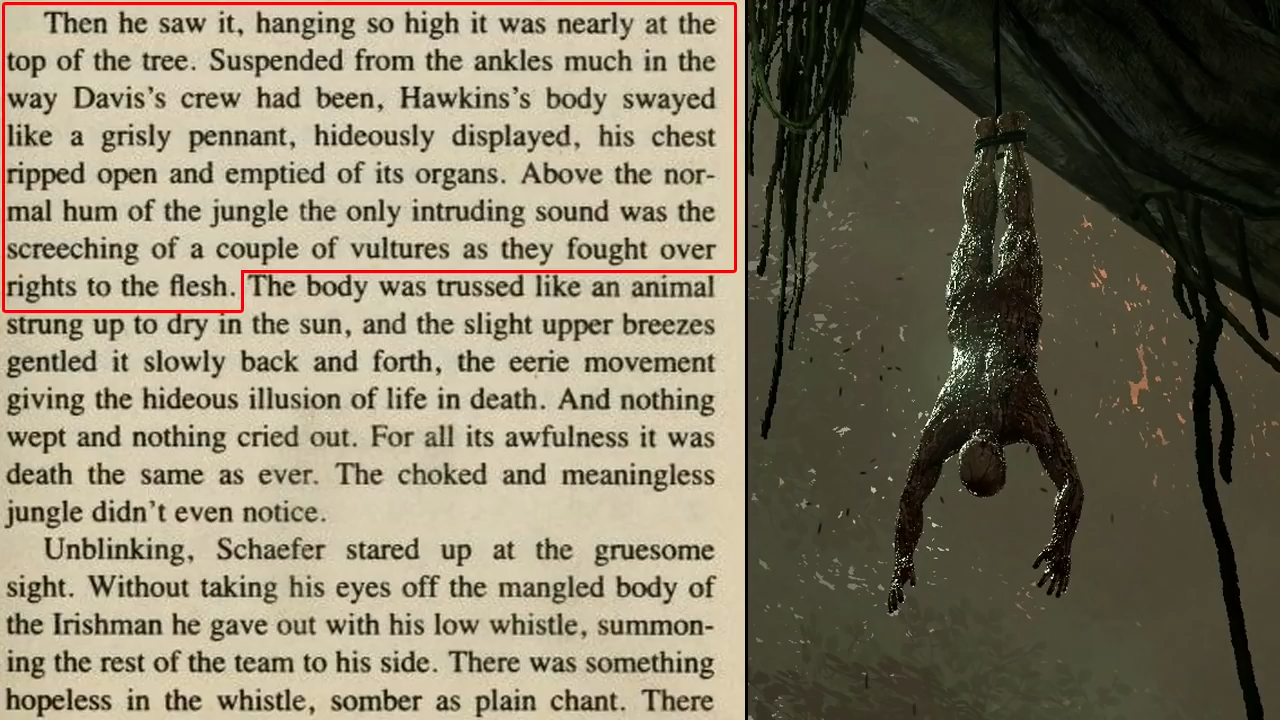 Then he saw it, hanging so high it was nearly at the
top of the tree. Suspended from the ankles much in the
way Davis's crew had been, Hawkins's body swayed
like a grisly pennant, hideously displayed, his chest
ripped open and emptied of its organs. Above the nor-
mal hum of the jungle the only intruding sound was the
screeching of a couple of vultures as they fought over
rights to the flesh. The body was trussed like an animal
strung up to dry in the sun, and the slight upper breezes
gentled it slowly back and forth, the eerie movement
giving the hideous illusion of life in death. And nothing
wept and nothing cried out. For all its awfulness it was
death the same as ever. The choked and meaningless
jungle didn't even notice.
Unblinking, Schaefer stared up at the gruesome
sight. Without taking his eyes off the mangled body of
the Irishman he gave out with his low whistle, summon-
ing the rest of the team to his side. There was something
hopeless in the whistle, somber as plain chant. There